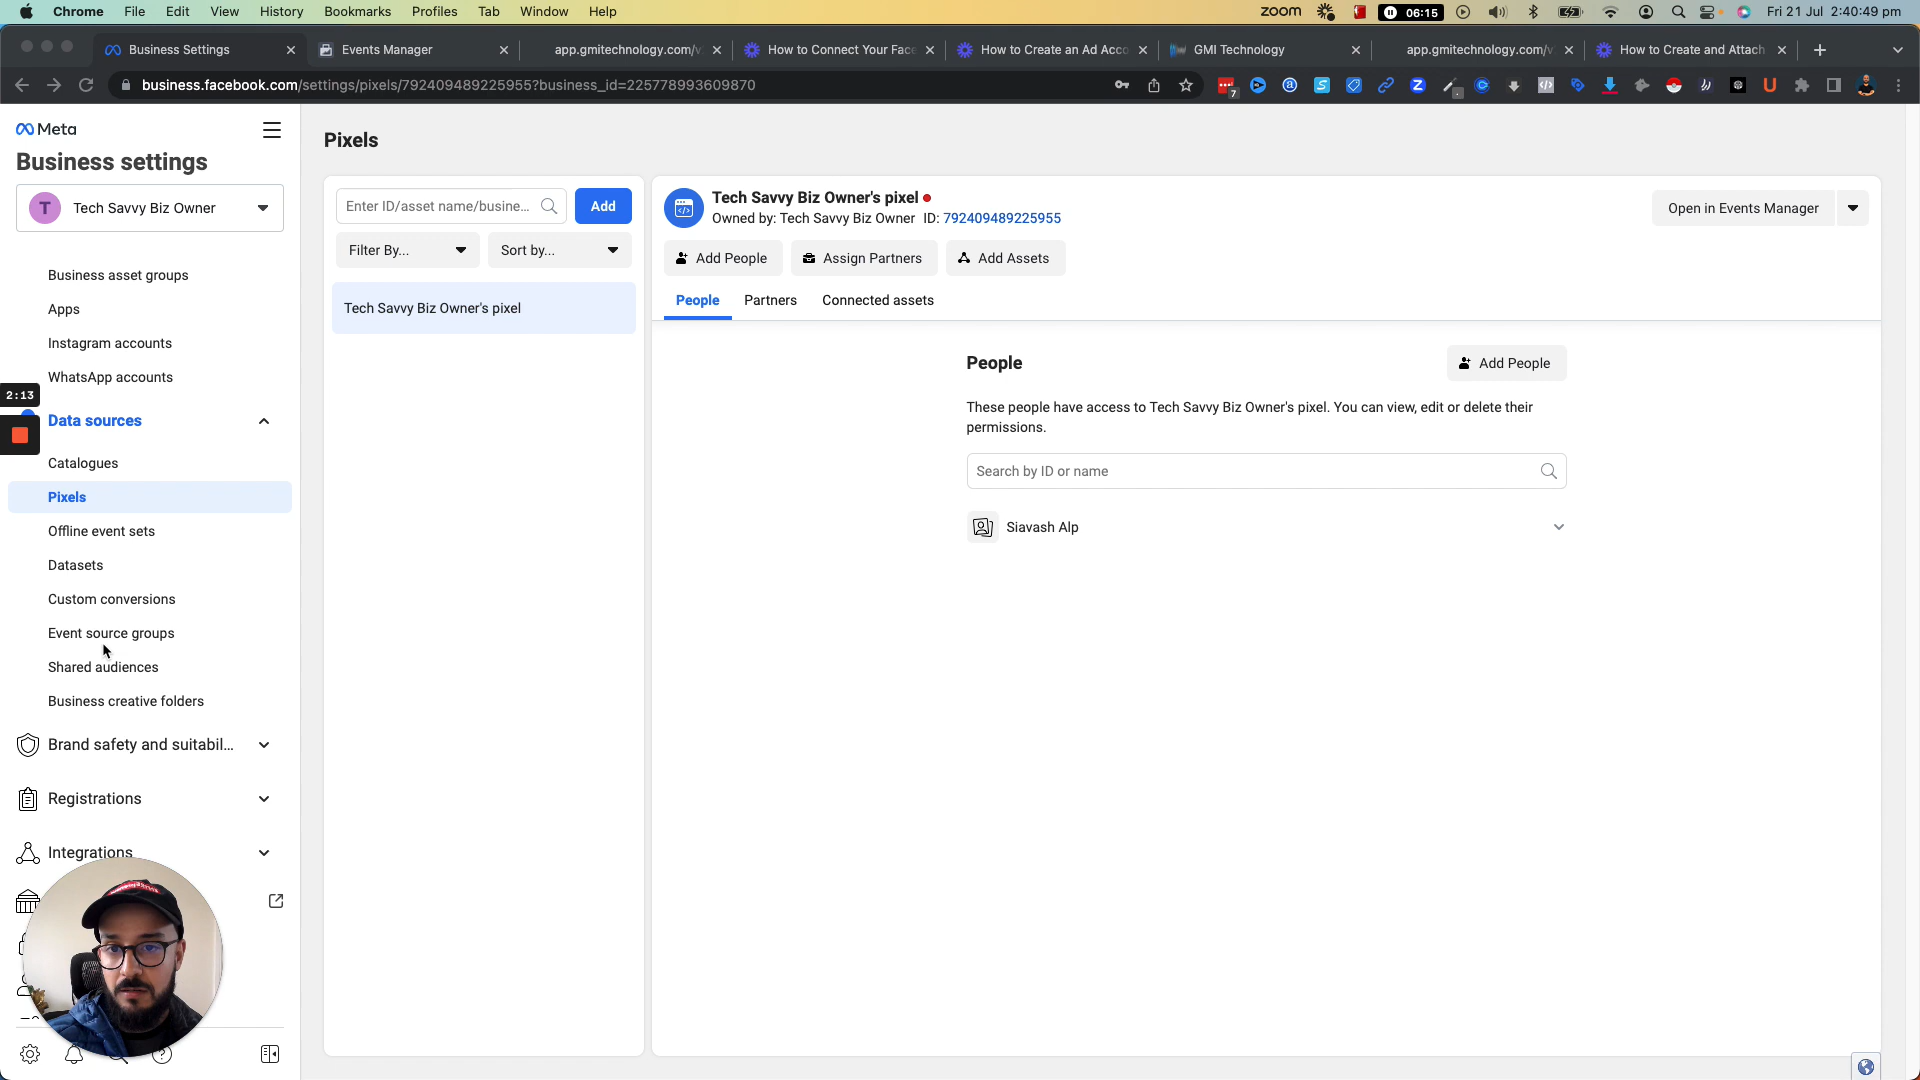 Chrome File Edit View History Bookmarks Profiles Tab Window Help
zoom 06:15 Fri 21 Jul 2:40:49 pm
Business Settings
Events Manager
app.gmitechnology.com/v
How to Connect Your Face
How to Create an Ad Acco
GMI Technology
app.gmitechnology.com/v
How to Create and Attach
business.facebook.com/settings/pixels/792409489225955?business_id=225778993609870
7
Meta
Business settings
T Tech Savvy Biz Owner
Business asset groups
Apps
Instagram accounts
WhatsApp accounts
2:13
Data sources
Catalogues
Pixels
Offline event sets
Datasets
Custom conversions
Event source groups
Shared audiences
Business creative folders
Brand safety and suitabil...
Registrations
Integrations
Pixels
Enter ID/asset name/busine...
Add
Filter By...
Sort by...
Tech Savvy Biz Owner's pixel
Tech Savvy Biz Owner's pixel
Owned by: Tech Savvy Biz Owner ID: 792409489225955
Open in Events Manager
Add People
Assign Partners
Add Assets
People
Partners
Connected assets
People
Add People
These people have access to Tech Savvy Biz Owner's pixel. You can view, edit or delete their
permissions.
Search by ID or name
Siavash Alp